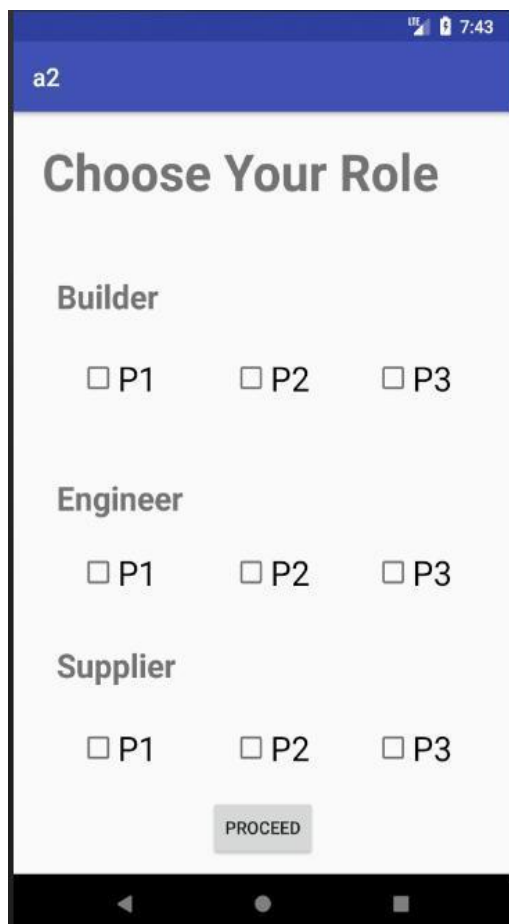 LTE 7:43
a2
Choose Your Role
Builder
P1 P2 P3
Engineer
P1 P2 P3
Supplier
P1 P2 P3
PROCEED